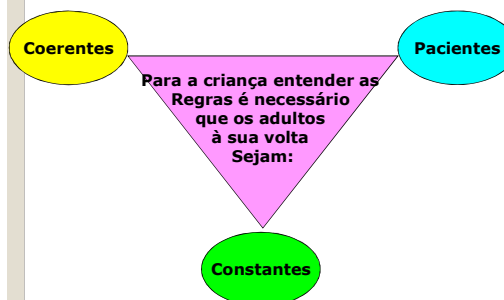 Coerentes
Pacientes
Para a criança entender as
Regras é necessário
que os adultos
à sua volta
Sejam:
Constantes